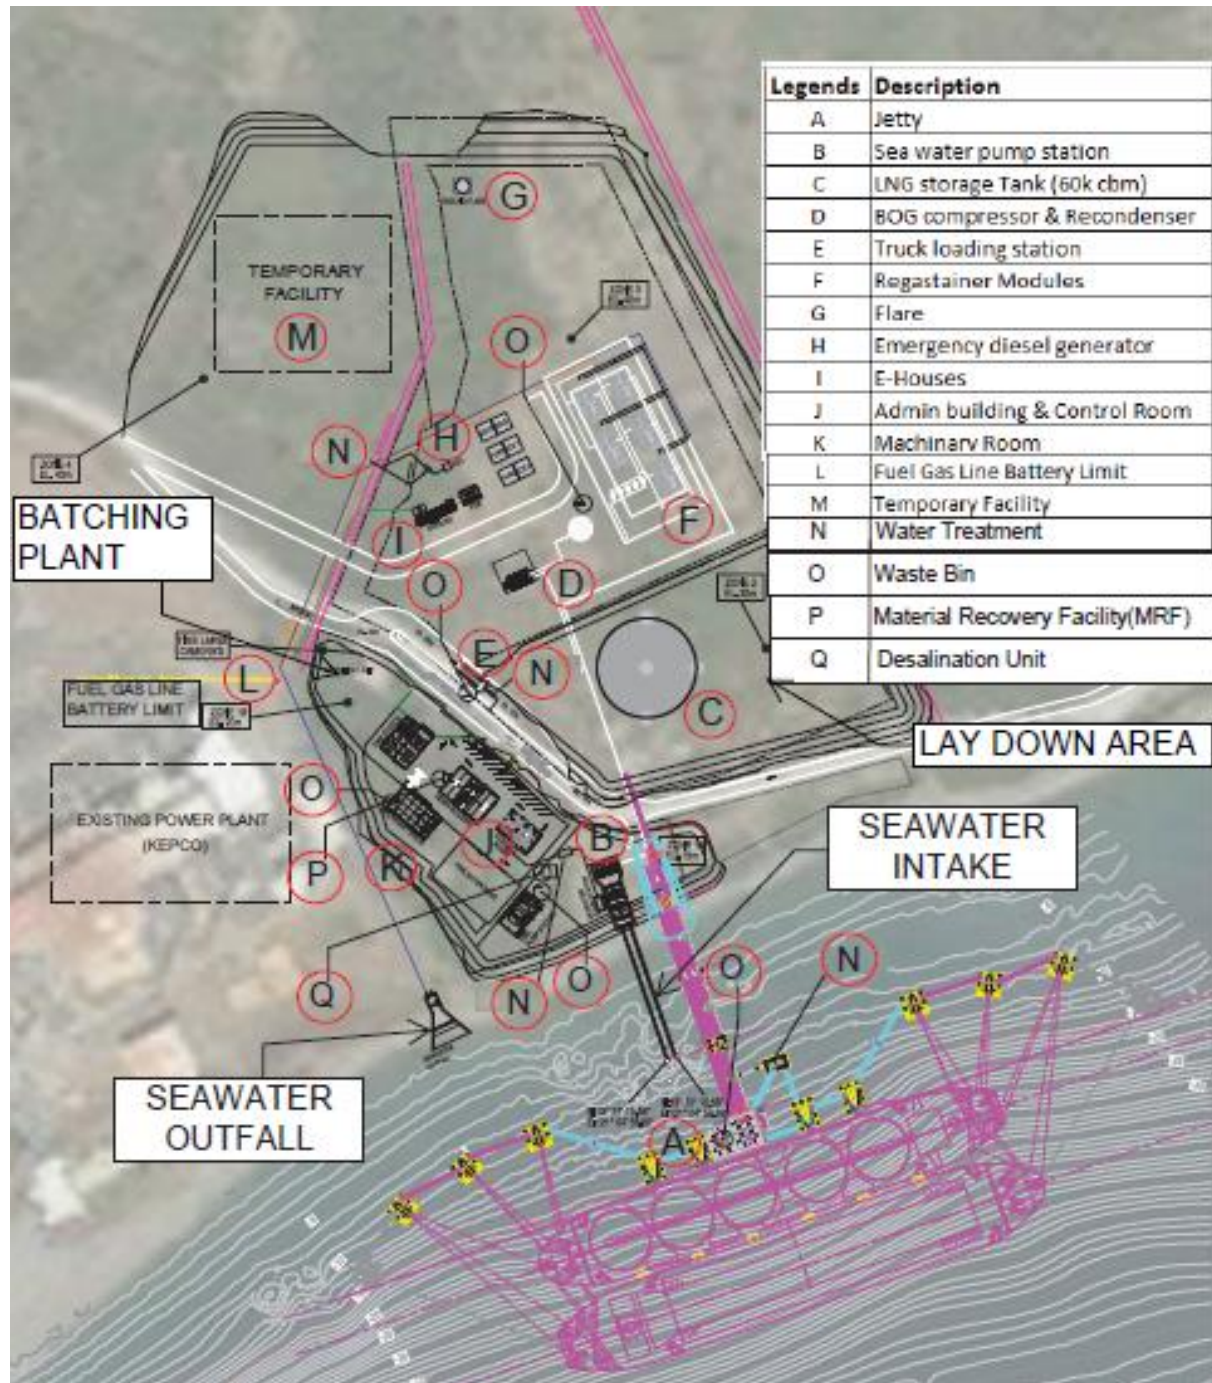 Legends Description
A Jetty
B Sea water pump station
C LNG storage Tank (60k cbm)
D BOG compressor & Recondenser
E Truck loading station
F Regastainer Modules
G Flare
H Emergency diesel generator
I E-Houses
J Admin building & Control Room
K Machinary Room
L Fuel Gas Line Battery Limit
M Temporary Facility
N Water Treatment
O Waste Bin
P Material Recovery Facility(MRF)
Q Desalination Unit
G
TEMPORARY
FACILITY
M
O
N
H
F
BATCHING
PLANT
I
O
D
E
N
L
C
FUEL GAS LINE
BATTERY LIMIT
LAY DOWN AREA
O
EXISTING POWER PLANT
(KEPCO)
P
K
J
B
SEAWATER
INTAKE
Q
N
O
O
N
SEAWATER
OUTFALL
A